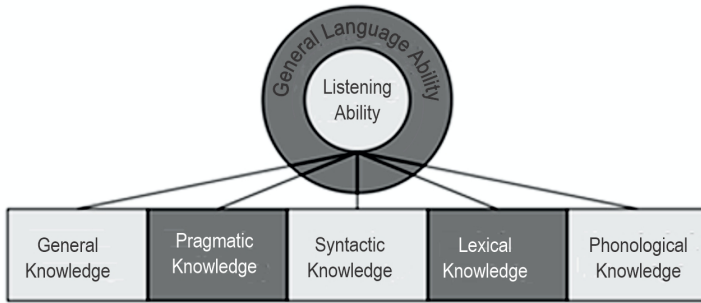 General Language Ability
Listening
Ability
General
Knowledge
Pragmatic
Knowledge
Syntactic
Knowledge
Lexical
Knowledge
Phonological
Knowledge